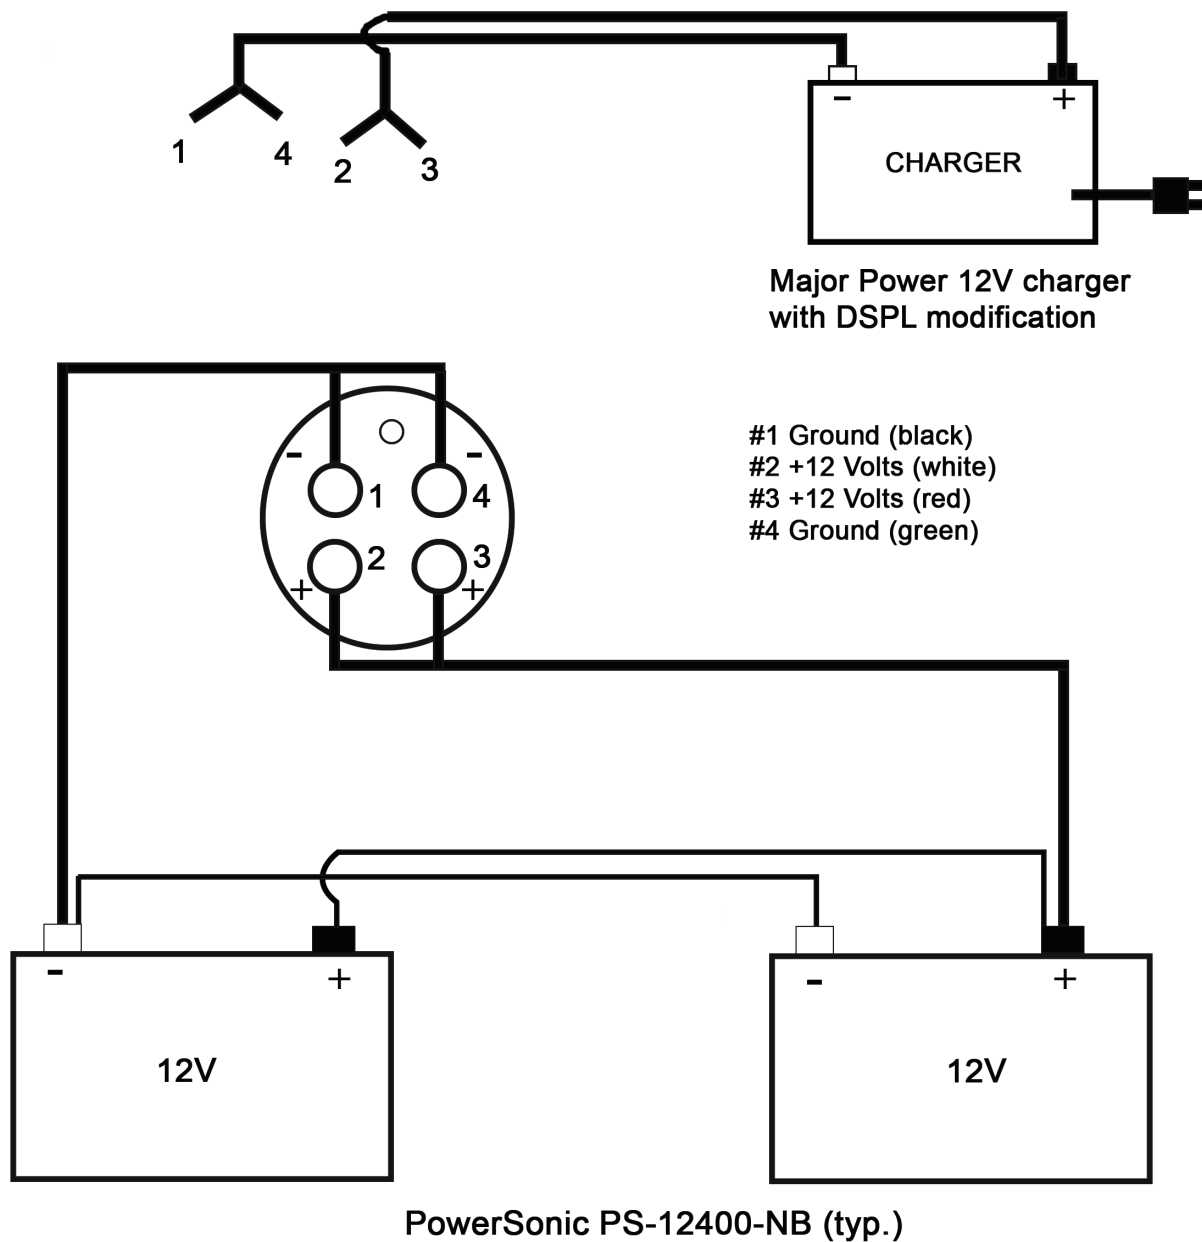 - +
CHARGER
1 4 2 3
Major Power 12V charger
with DSPL modification
#1 Ground (black)
#2 +12 Volts (white)
#3 +12 Volts (red)
#4 Ground (green)
- -
1 4
2 3
+ +
- + - +
12V 12V
PowerSonic PS-12400-NB (typ.)